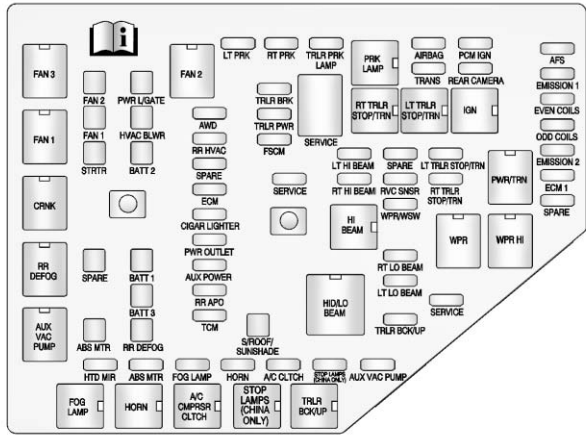 LT PRK
RT PRK
TRLR PRK
LAMP
PRK
LAMP
AIRBAG
PCM IGN
AFS
FAN 3
FAN 2
TRANS
REAR CAMERA
EMISSION 1
FAN 2
PWR L/GATE
TRLR BRK
RT TRLR
STOP/TRN
LT TRLR
STOP/TRN
IGN
EVEN COILS
FAN 1
FAN 1
HVAC BLWR
AWD
TRLR PWR
SERVICE
ODD COILS
STRTR
BATT 2
RR HVAC
FSCM
LT HI BEAM
SPARE
LT TRLR STOP/TRN
EMISSION 2
SPARE
SERVICE
RT HI BEAM
RVC SNSR
RT TRLR
STOP/TRN
PWR/TRN
ECM 1
CRNK
ECM
WPR/WSW
SPARE
CIGAR LIGHTER
HI
BEAM
WPR
WPR HI
RR
DEFOG
SPARE
BATT 1
PWR OUTLET
RT LO BEAM
AUX POWER
LT LO BEAM
BATT 3
RR APO
HID/LO
BEAM
SERVICE
AUX
VAC
PUMP
ABS MTR
RR DEFOG
TCM
S/ROOF/
SUNSHADE
TRLR BCK/UP
HTD MIR
ABS MTR
FOG LAMP
HORN
A/C CLTCH
STOP LAMPS
(CHINA ONLY)
AUX VAC PUMP
FOG
LAMP
HORN
A/C
CMPRSR
CLTCH
STOP
LAMPS
(CHINA
ONLY)
TRLR
BCK/UP